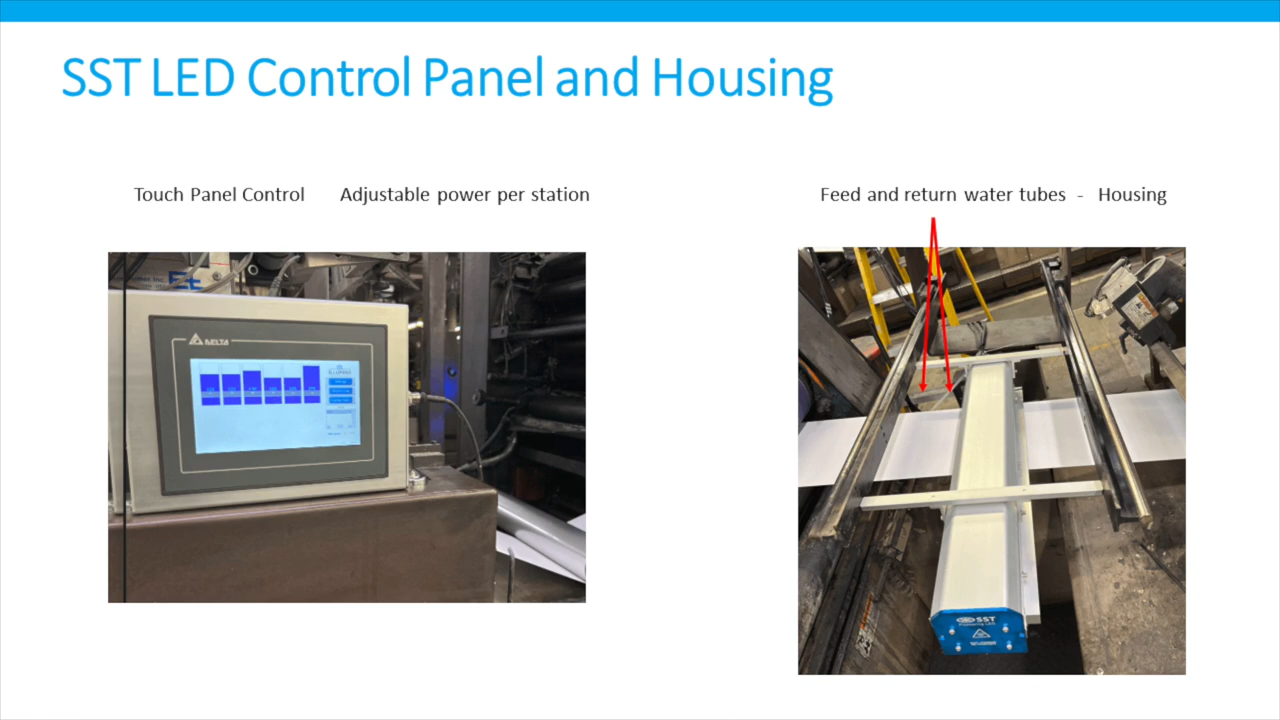 SST LED Control Panel and Housing
Touch Panel Control Adjustable power per station
Feed and return water tubes - Housing
DELTA
SST